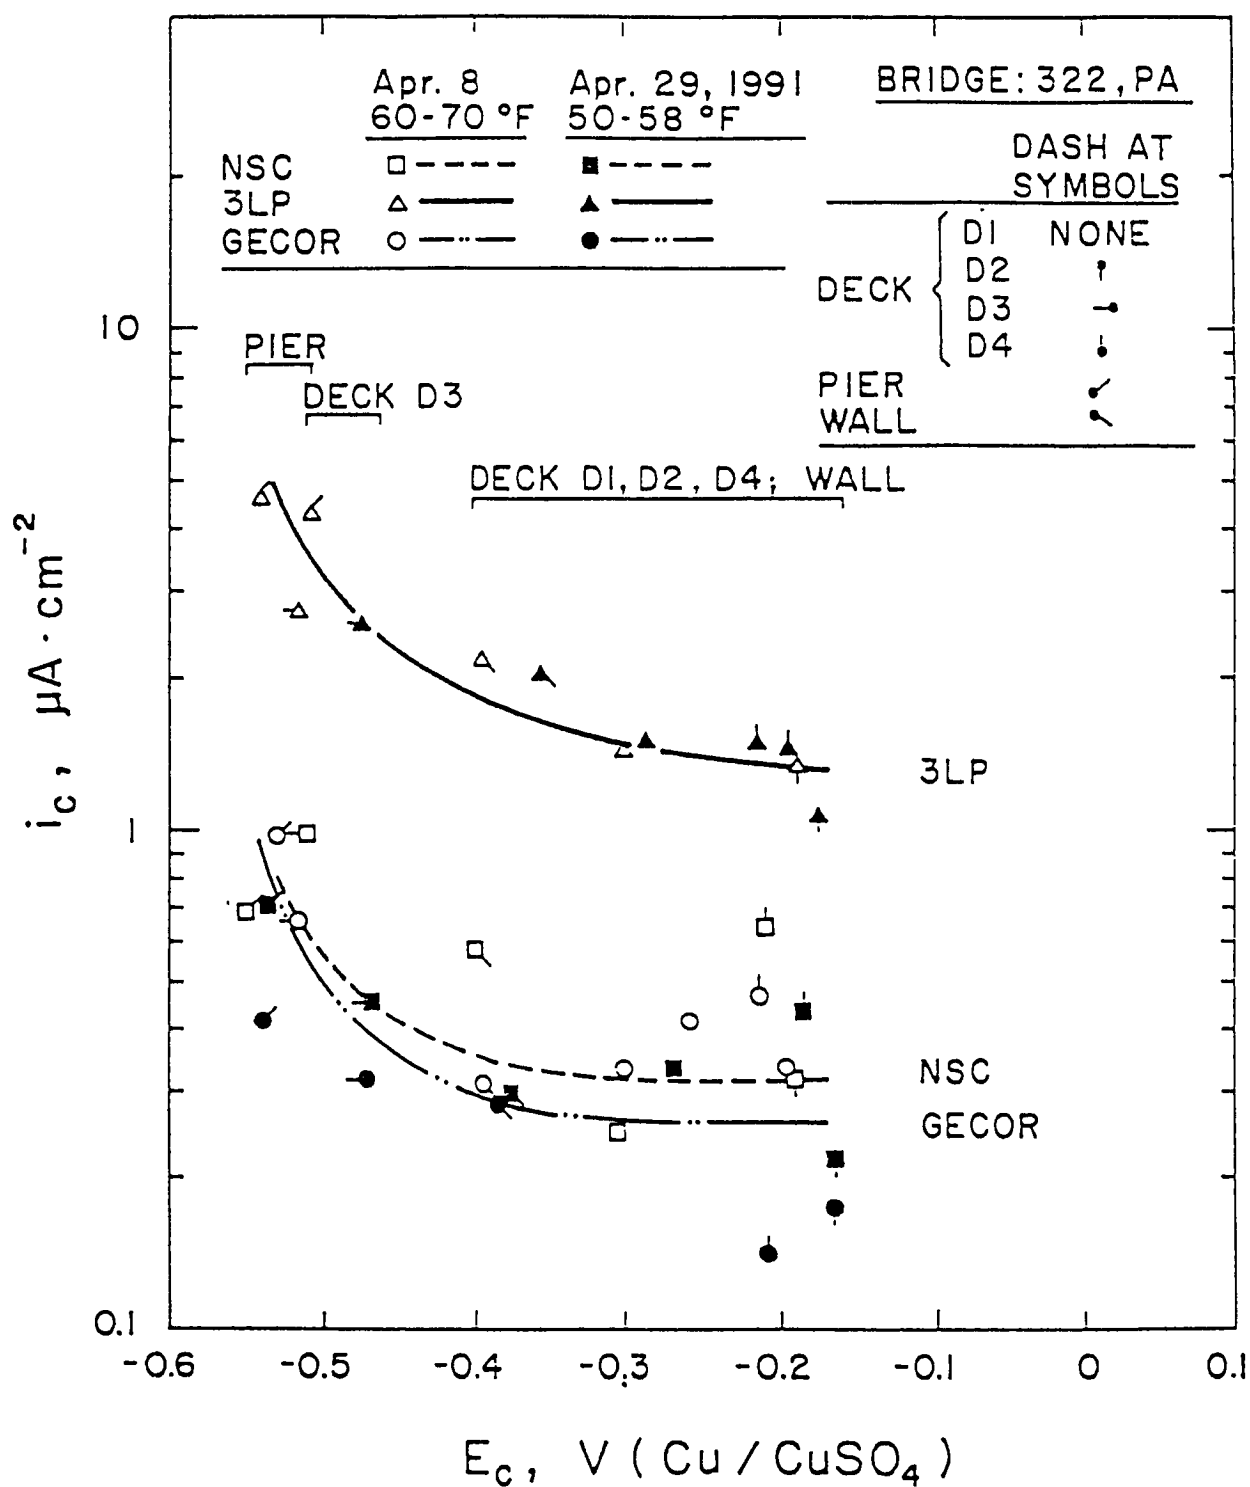 Apr. 8 Apr. 29, 1991
60-70 °F 50-58 °F
NSC
3LP
GECOR
BRIDGE: 322, PA
DASH AT
SYMBOLS
D1 NONE
D2
DECK
D3
D4
PIER
WALL
10
PIER
DECK D3
DECK D1, D2, D4; WALL
3LP
1
NSC
GECOR
0.1
-0.6 -0.5 -0.4 -0.3 -0.2 -0.1 0 0.1
i_c, μA·cm⁻²
E_c, V (Cu/CuSO₄)